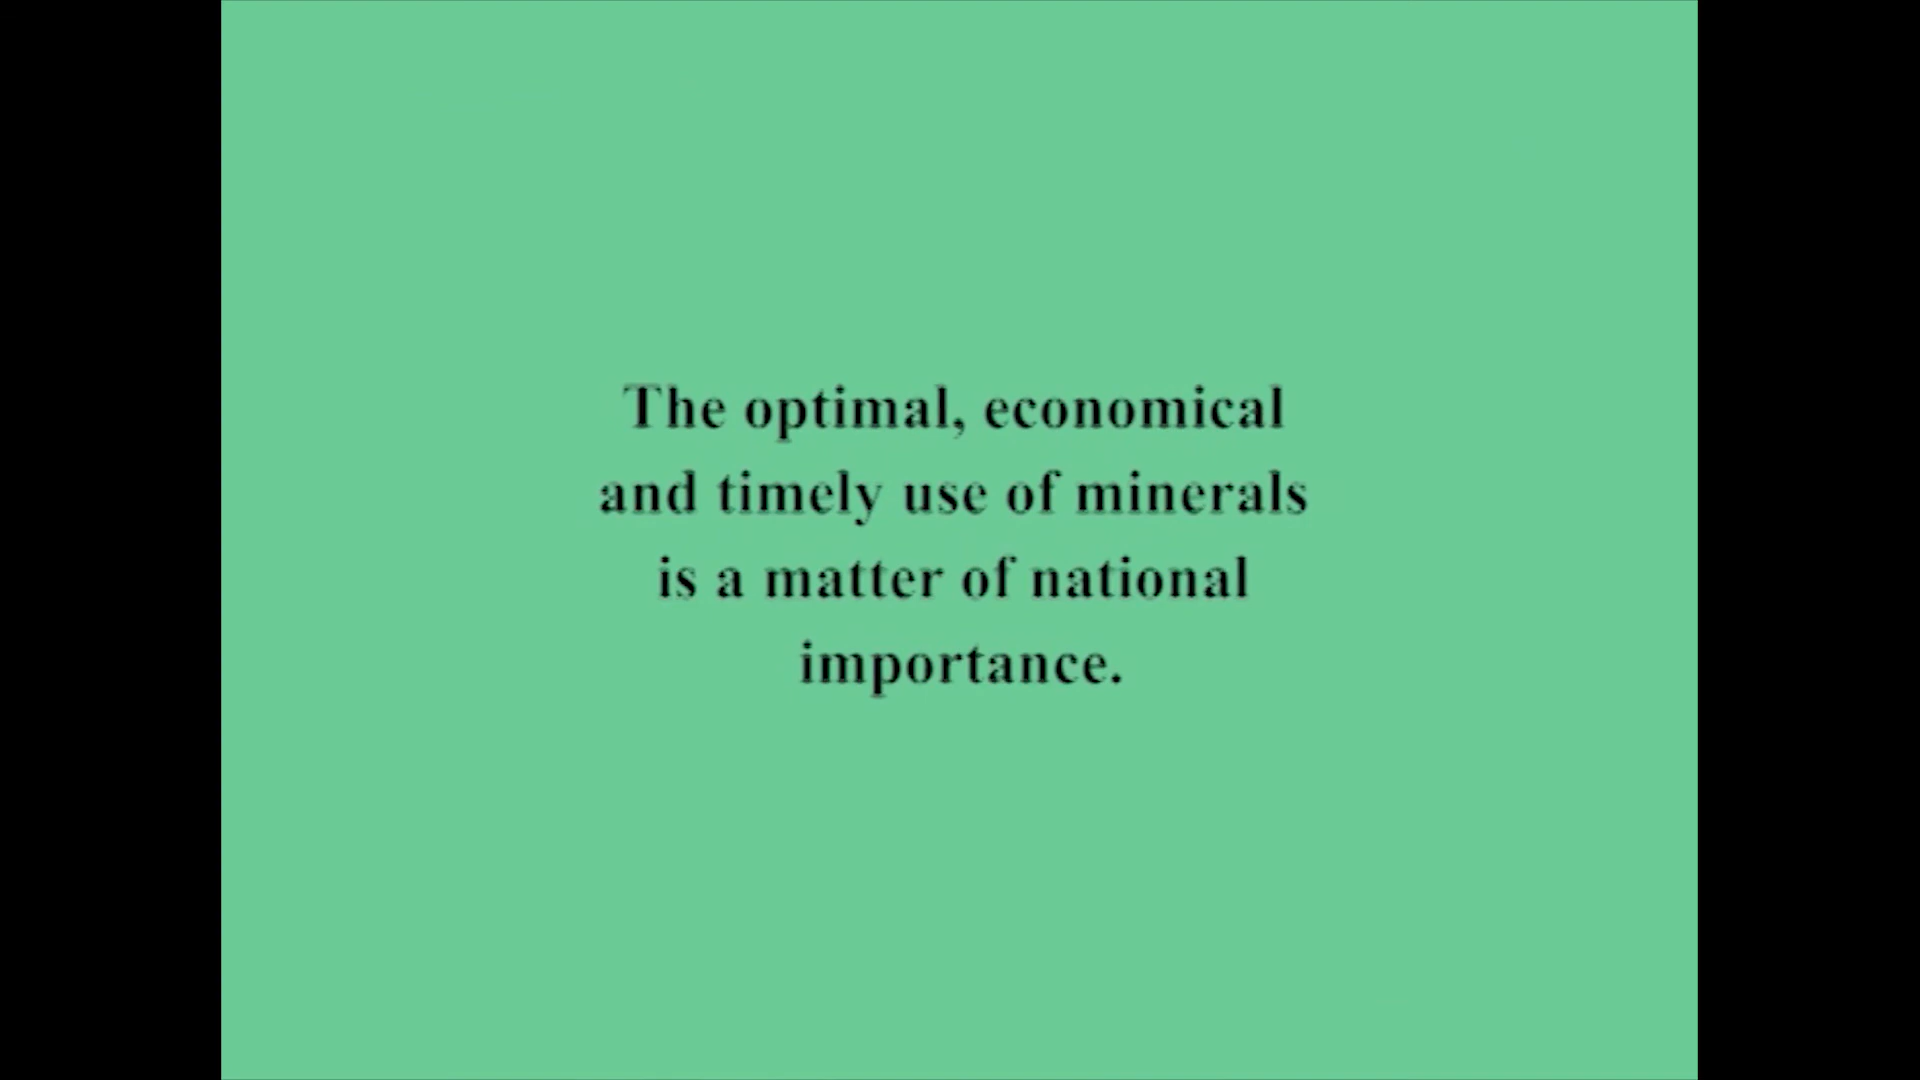 The optimal, economical
and timely use of minerals
is a matter of national
importance.